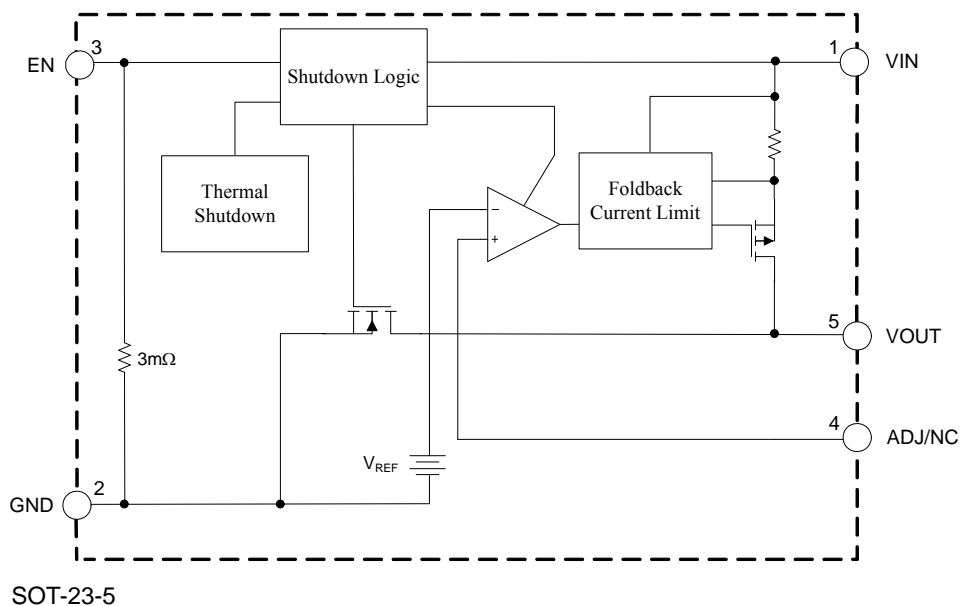 3
EN
Shutdown Logic
1
VIN
Thermal
Shutdown
Foldback
Current Limit
−
+
3mΩ
5
VOUT
4
ADJ/NC
VREF
2
GND
SOT-23-5